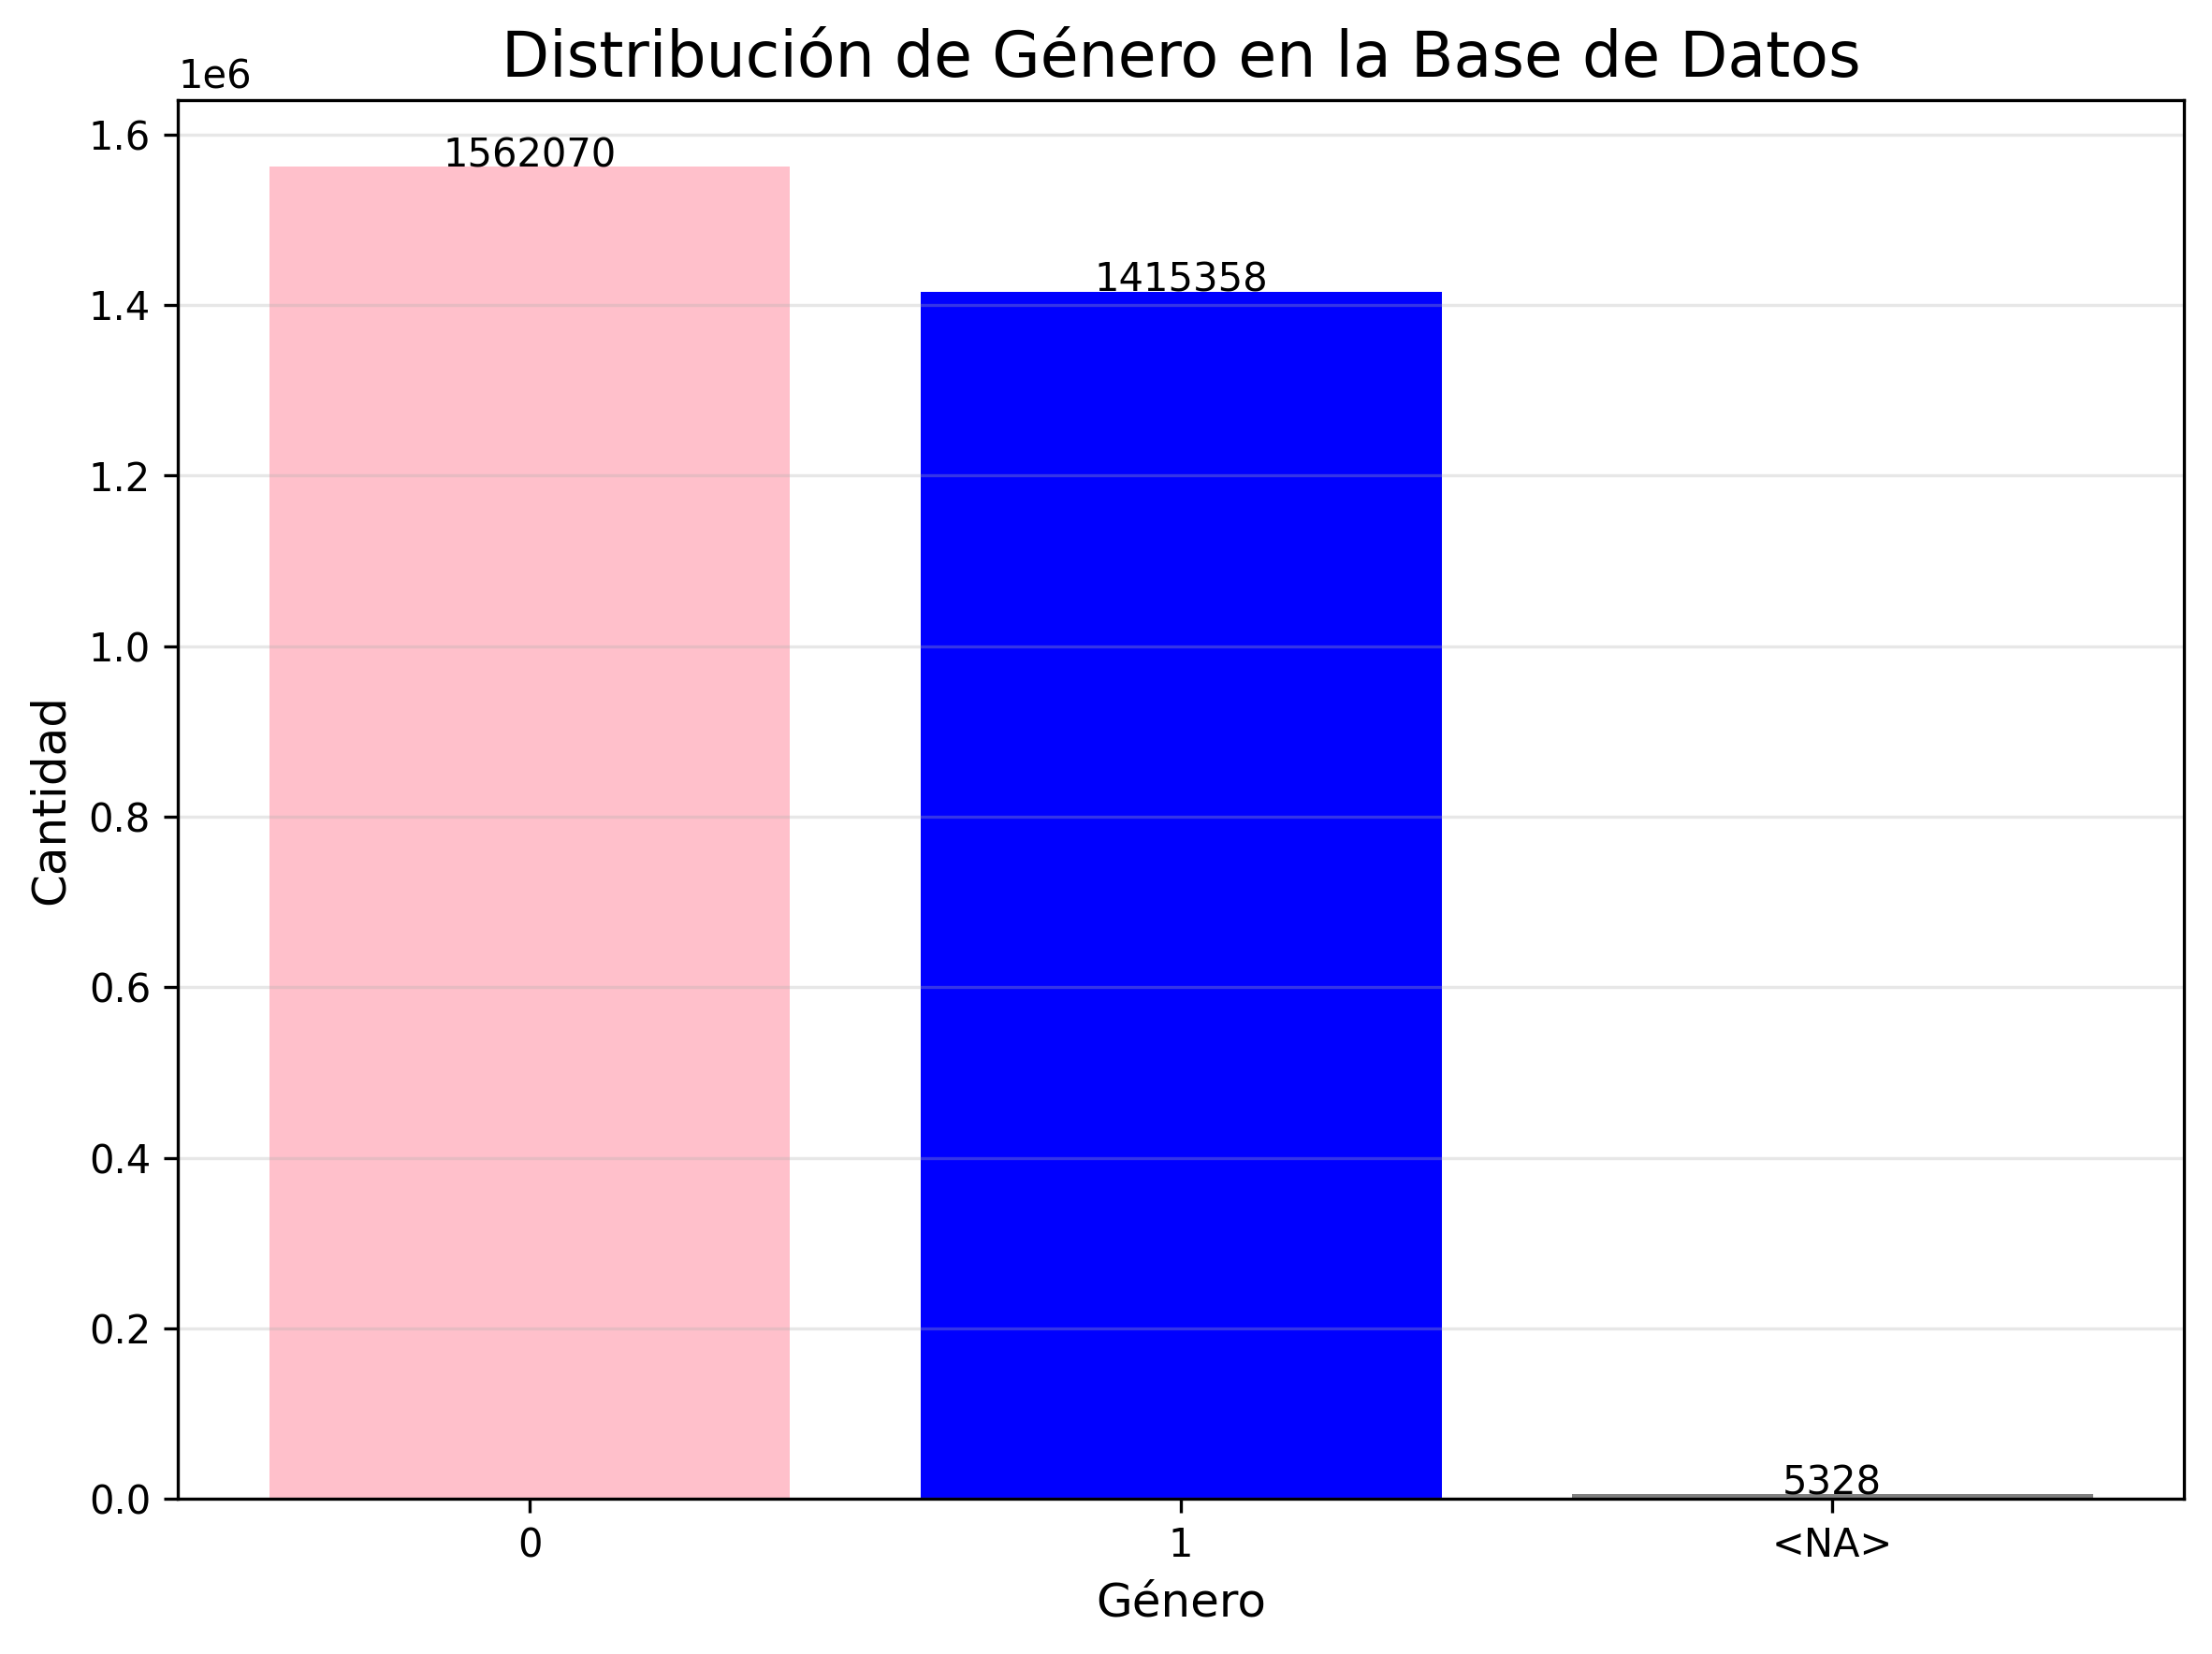 Distribución de Género en la Base de Datos
1e6
1.6
1.4
1.2
1.0
0.8
0.6
0.4
0.2
0.0
Cantidad
1562070
1415358
5328
0
1
<NA>
Género